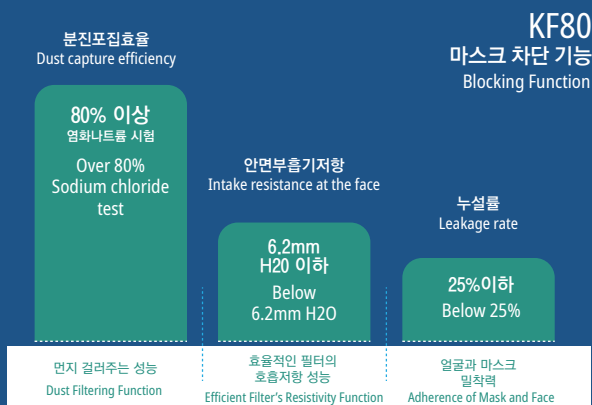 KF80
마스크 차단 기능
Blocking Function
분진포집효율
Dust capture efficiency
80% 이상
염화나트륨 시험
Over 80%
Sodium chloride
test
안면부흡기저항
Intake resistance at the face
6.2mm
H20 이하
Below
6.2mm H2O
누설률
Leakage rate
25%이하
Below 25%
먼지 걸러주는 성능
Dust Filtering Function
효율적인 필터의
호흡저항 성능
Efficient Filter's Resistivity Function
얼굴과 마스크
밀착력
Adherence of Mask and Face